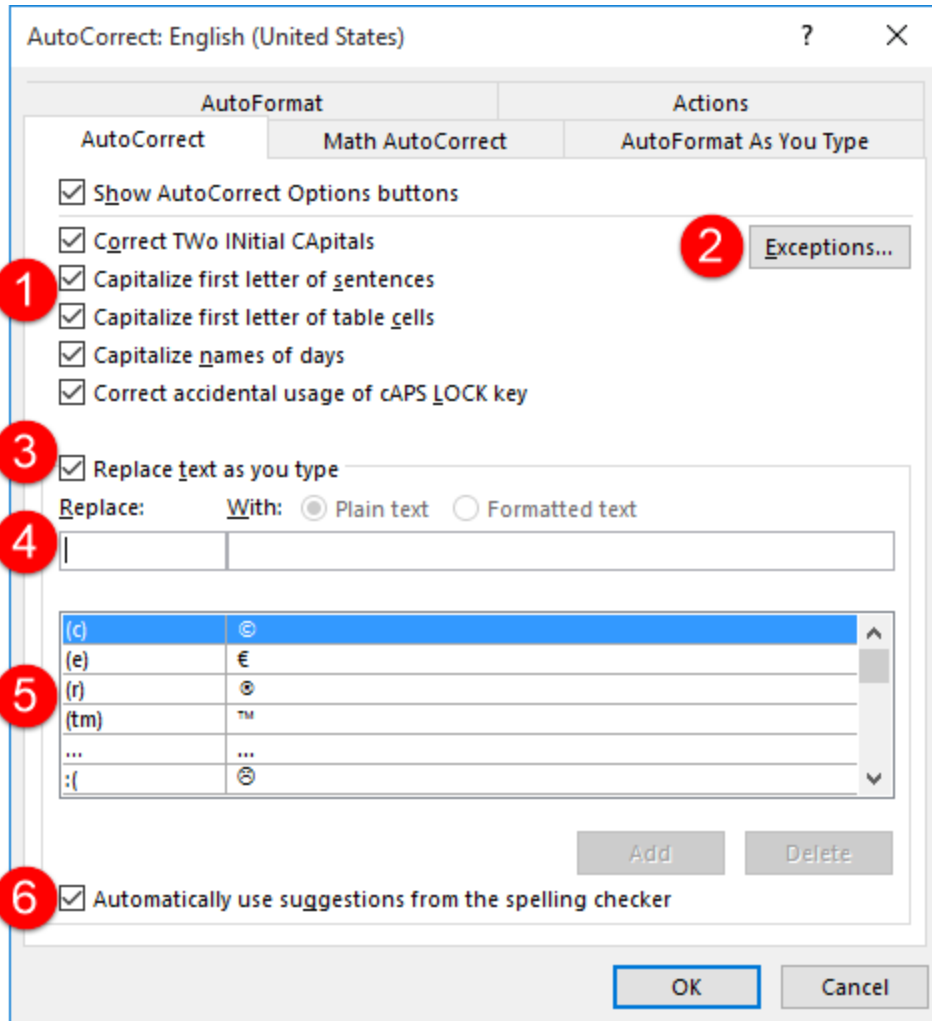 AutoCorrect: English (United States) ? ✕
AutoFormat Actions
AutoCorrect Math AutoCorrect AutoFormat As You Type
Show AutoCorrect Options buttons
Correct TWo INitial CApitals 2 Exceptions...
1 Capitalize first letter of sentences
Capitalize first letter of table cells
Capitalize names of days
Correct accidental usage of cAPS LOCK key
3 Replace text as you type
Replace: With: Plain text Formatted text
4
(c) ©
(e) €
5 (r) ®
(tm) ™
... …
:( ☹
Add Delete
6 Automatically use suggestions from the spelling checker
OK Cancel